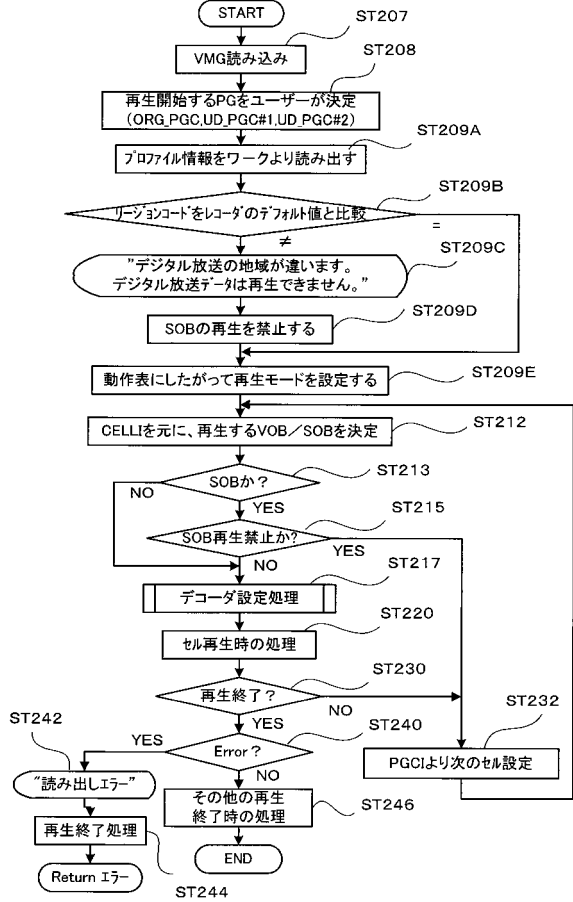 START
ST207
VMG読み込み
ST208
再生開始するPGをユーザーが決定
(ORG_PGC,UD_PGC#1,UD_PGC#2)
ST209A
プロファイル情報をワークより読み出す
ST209B
リージョンコードをレコーダのデフォルト値と比較
=
≠
ST209C
"デジタル放送の地域が違います。
デジタル放送データは再生できません。"
ST209D
SOBの再生を禁止する
ST209E
動作表にしたがって再生モードを設定する
ST212
CELLIを元に、再生するVOB/SOBを決定
ST213
SOBか?
NO
YES
ST215
SOB再生禁止か?
YES
NO
ST217
デコーダ設定処理
ST220
セル再生時の処理
ST230
再生終了?
NO
YES
ST232
PGCIより次のセル設定
ST240
Error?
YES
NO
ST242
"読み出しエラー"
ST246
その他の再生
終了時の処理
再生終了処理
ST244
END
Return エラー